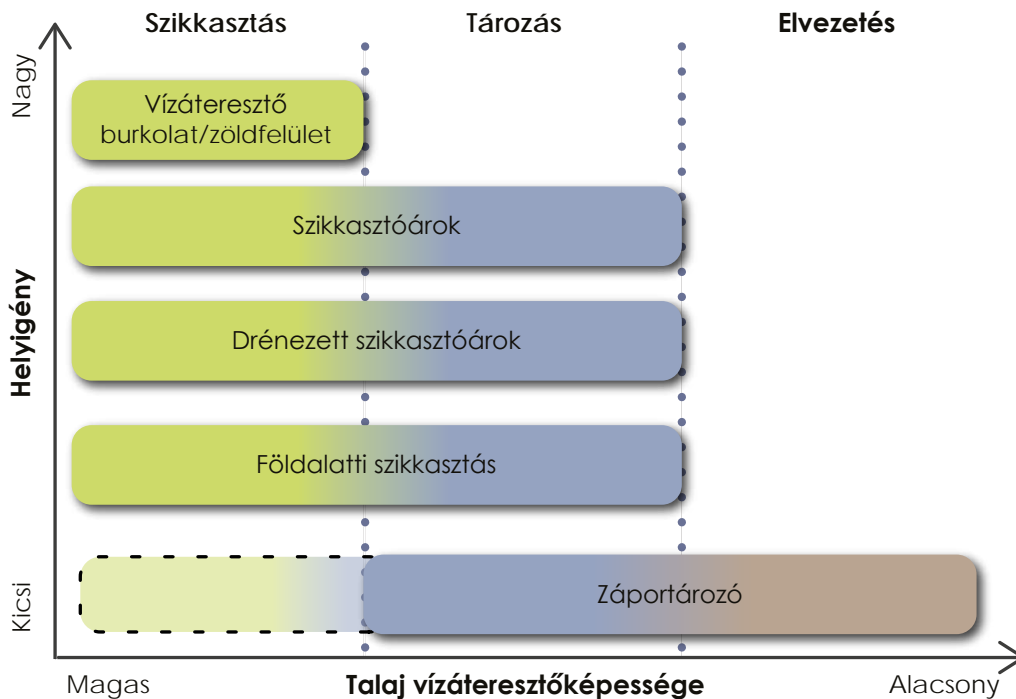 Szikkasztás Tározás Elvezetés
Nagy
Vízáteresztő
burkolat/zöldfelület
Szikkasztóárok
Helyigény
Drénezett szikkasztóárok
Földalatti szikkasztás
Kicsi
Záportározó
Magas Talaj vízáteresztőképessége Alacsony